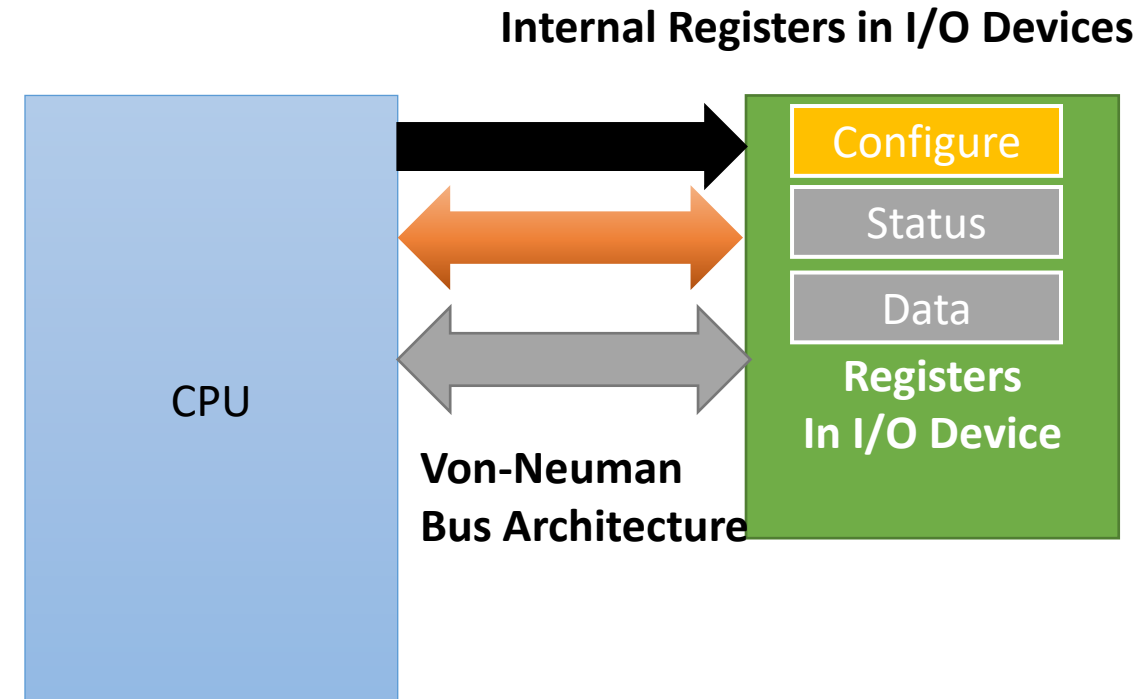 Internal Registers in I/O Devices
Configure
Status
Data
Registers
In I/O Device
CPU
Von-Neuman
Bus Architecture